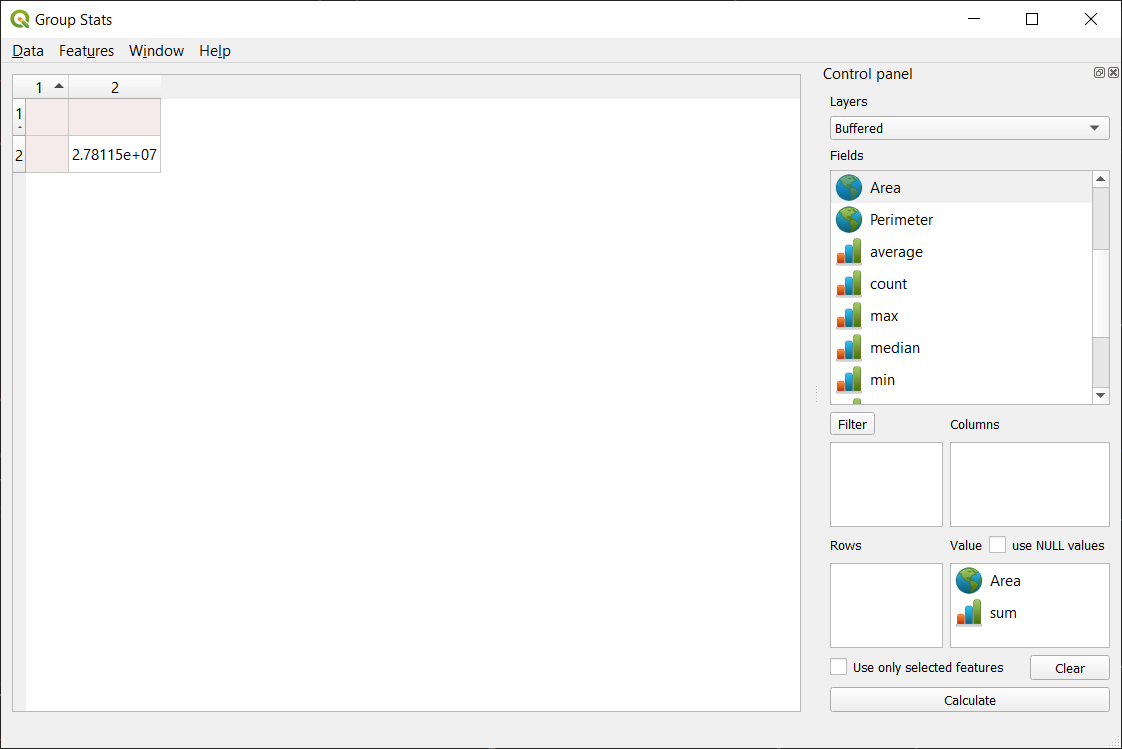 Group Stats
Data Features Window Help
1 2
1
-
2 2.78115e+07
Control panel
Layers
Buffered
Fields
Area
Perimeter
average
count
max
median
min
Filter Columns
Rows Value use NULL values
Area
sum
Use only selected features Clear
Calculate